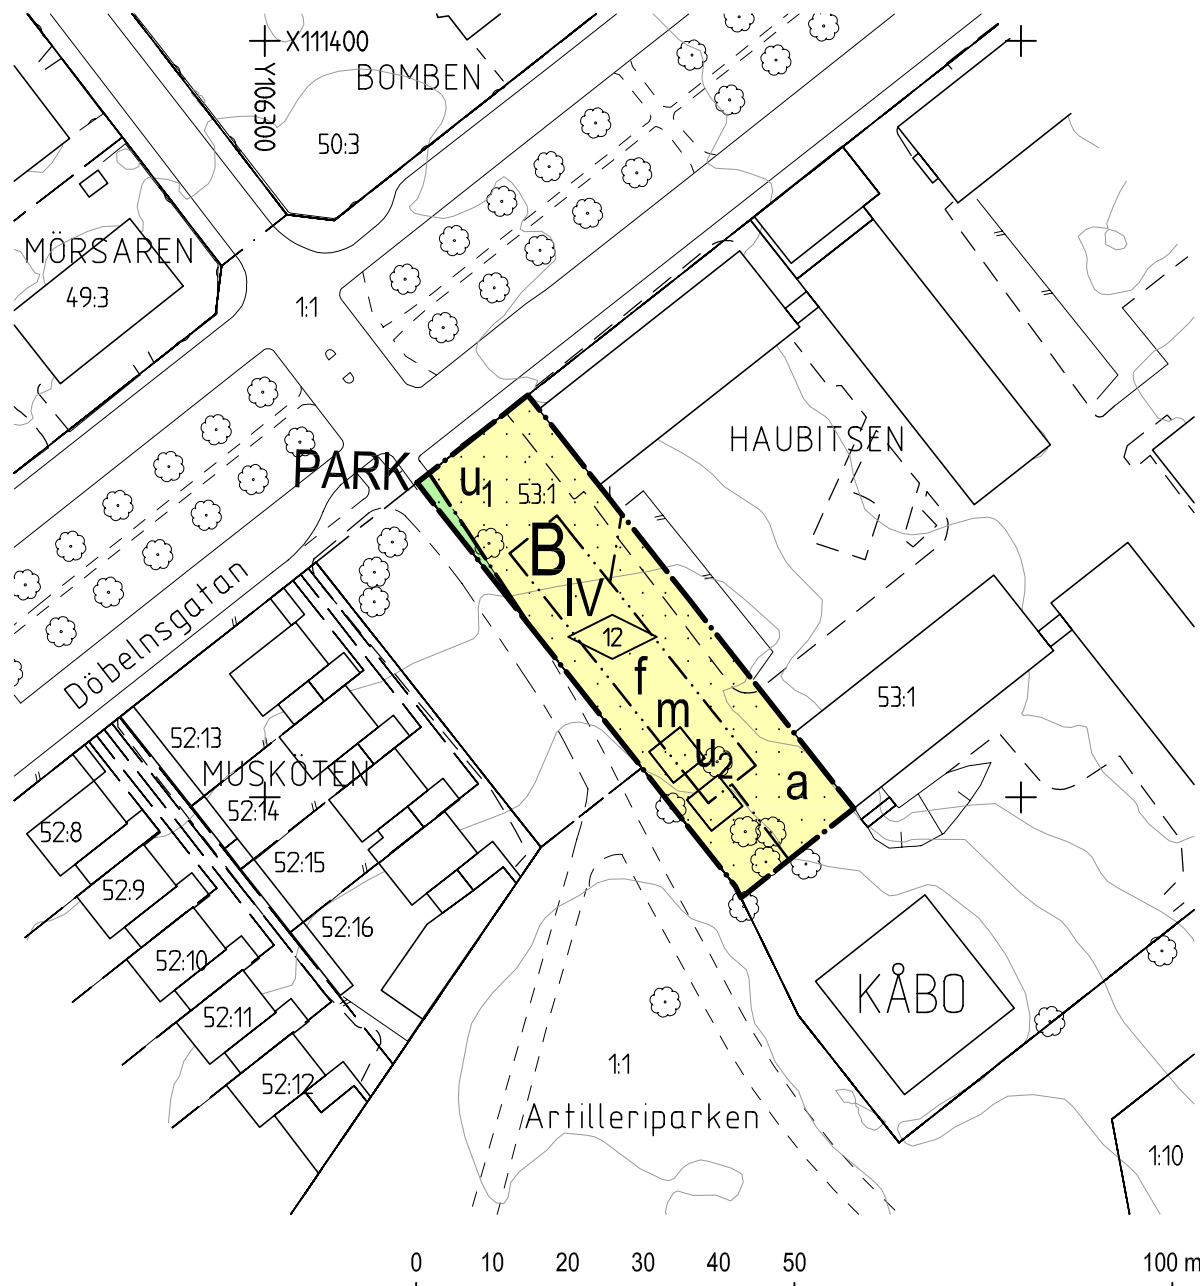 X111400
Y106300
BOMBEN
50:3
MÖRSAREN
49:3
1:1
HAUBITSEN
PARK
u1
53:1
B
IV
12
f
m
u2
a
53:1
Döbelnsgatan
52:13
MUSKÖTEN
52:14
52:8
52:15
52:9
52:16
52:10
52:11
52:12
KÅBO
1:1
Artilleriparken
1:10
0 10 20 30 40 50 100 m